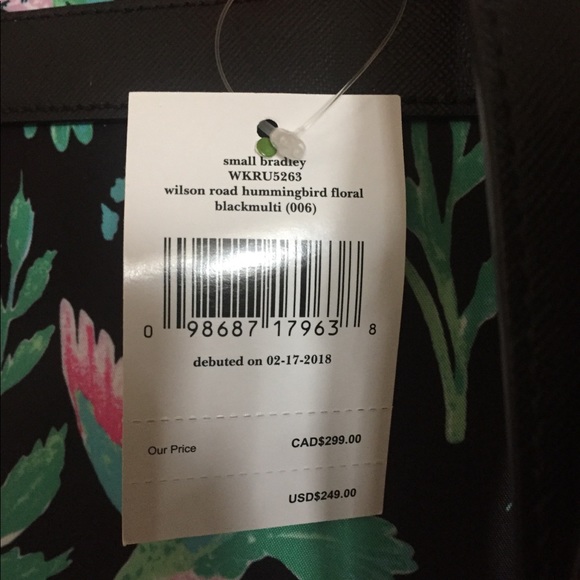 small bradley
WKRU5263
wilson road hummingbird floral
blackmulti (006)
0 98687 17963 8
debuted on 02-17-2018
Our Price CAD$299.00
USD$249.00